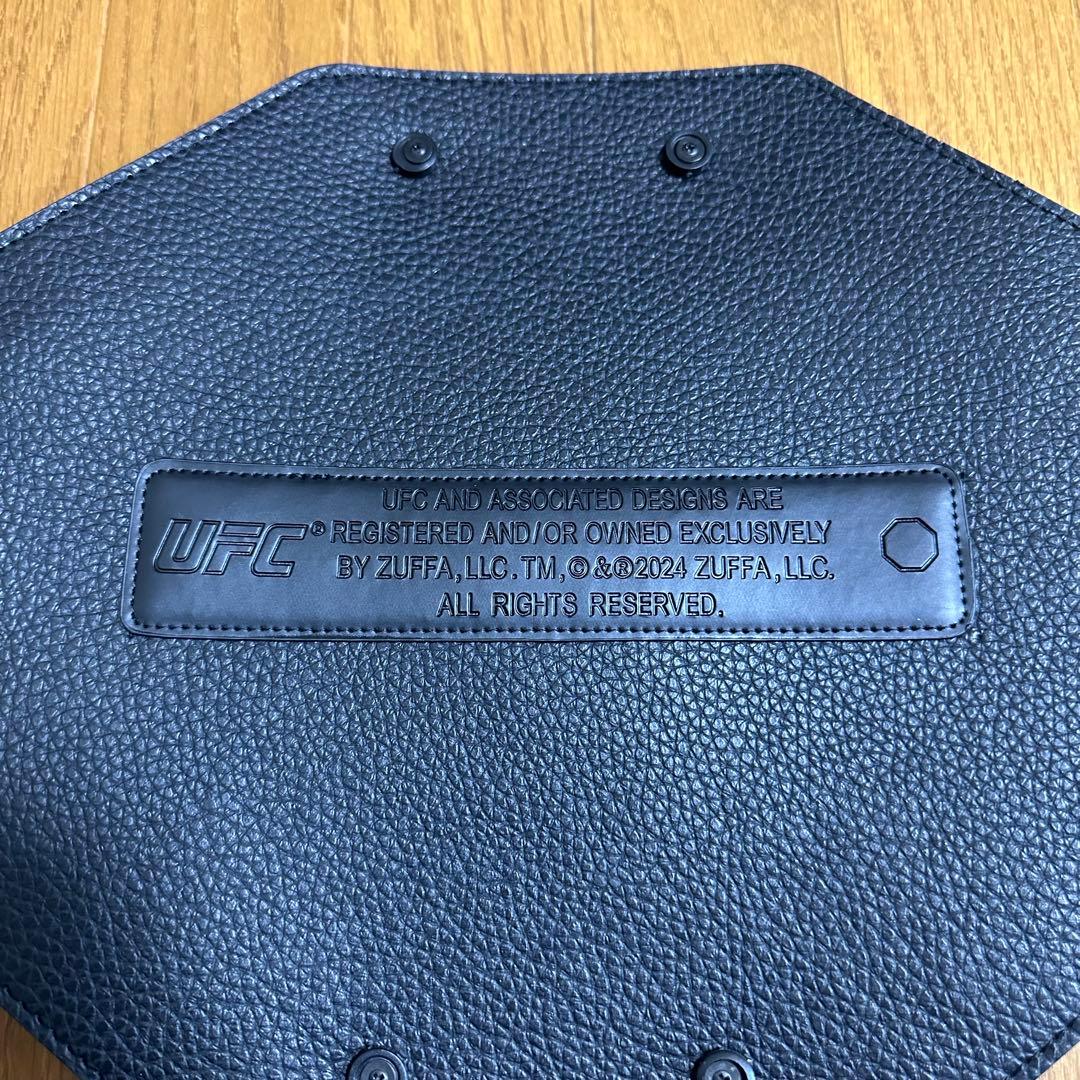 UFC AND ASSOCIATED DESIGNS ARE
UFC® REGISTERED AND/OR OWNED EXCLUSIVELY
BY ZUFFA, LLC. TM, © & ® 2024 ZUFFA, LLC.
ALL RIGHTS RESERVED.